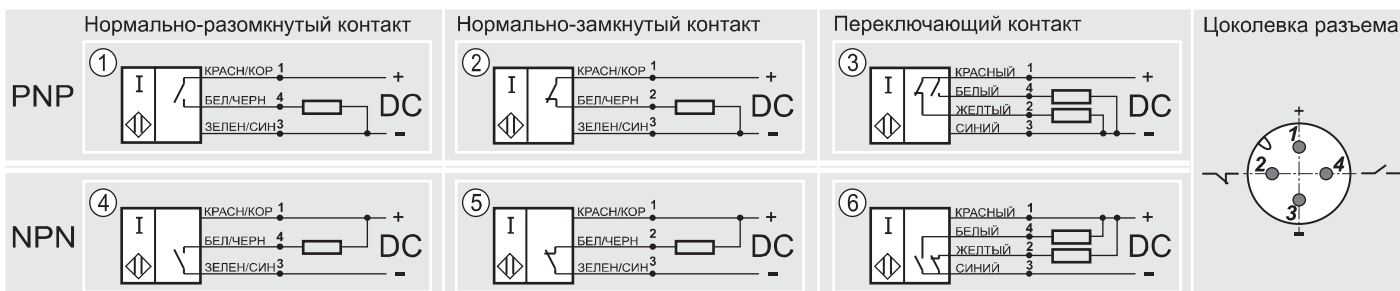 Нормально-разомкнутый контакт
Нормально-замкнутый контакт
Переключающий контакт
Цоколевка разъема
PNP
1
I
КРАСН/КОР 1
+
БЕЛ/ЧЕРН 4
DC
ЗЕЛЕН/СИН 3
-
2
I
КРАСН/КОР 1
+
БЕЛ/ЧЕРН 2
DC
ЗЕЛЕН/СИН 3
-
3
I
КРАСНЫЙ 1
+
БЕЛЫЙ 4
ЖЕЛТЫЙ 2
DC
СИНИЙ 3
-
+
1
2
4
3
-
NPN
4
I
КРАСН/КОР 1
+
БЕЛ/ЧЕРН 4
DC
ЗЕЛЕН/СИН 3
-
5
I
КРАСН/КОР 1
+
БЕЛ/ЧЕРН 2
DC
ЗЕЛЕН/СИН 3
-
6
I
КРАСНЫЙ 1
+
БЕЛЫЙ 4
ЖЕЛТЫЙ 2
DC
СИНИЙ 3
-